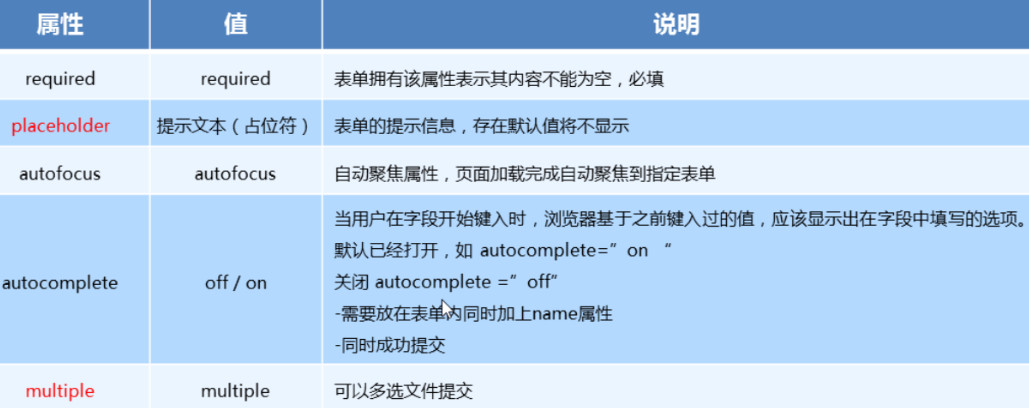 属性 值 说明
required required 表单拥有该属性表示其内容不能为空，必填
placeholder 提示文本（占位符） 表单的提示信息，存在默认值将不显示
autofocus autofocus 自动聚焦属性，页面加载完成自动聚焦到指定表单
autocomplete off / on 当用户在字段开始键入时，浏览器基于之前键入过的值，应该显示出在字段中填写的选项。
默认已经打开，如 autocomplete=”on “
关闭 autocomplete =”off”
-需要放在表单内同时加上name属性
-同时成功提交
multiple multiple 可以多选文件提交